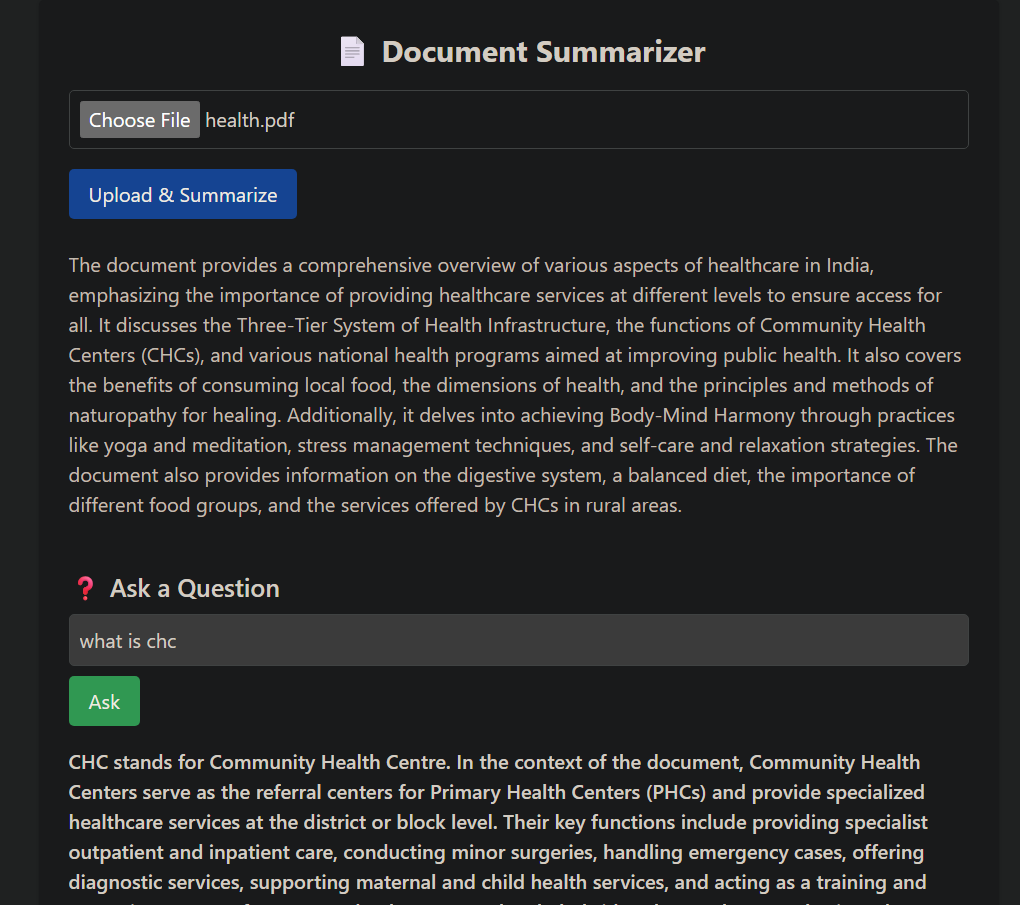 Document Summarizer
Choose File health.pdf
Upload & Summarize
The document provides a comprehensive overview of various aspects of healthcare in India,
emphasizing the importance of providing healthcare services at different levels to ensure access for
all. It discusses the Three-Tier System of Health Infrastructure, the functions of Community Health
Centers (CHCs), and various national health programs aimed at improving public health. It also covers
the benefits of consuming local food, the dimensions of health, and the principles and methods of
naturopathy for healing. Additionally, it delves into achieving Body-Mind Harmony through practices
like yoga and meditation, stress management techniques, and self-care and relaxation strategies. The
document also provides information on the digestive system, a balanced diet, the importance of
different food groups, and the services offered by CHCs in rural areas.
❓ Ask a Question
what is chc
Ask
CHC stands for Community Health Centre. In the context of the document, Community Health
Centers serve as the referral centers for Primary Health Centers (PHCs) and provide specialized
healthcare services at the district or block level. Their key functions include providing specialist
outpatient and inpatient care, conducting minor surgeries, handling emergency cases, offering
diagnostic services, supporting maternal and child health services, and acting as a training and